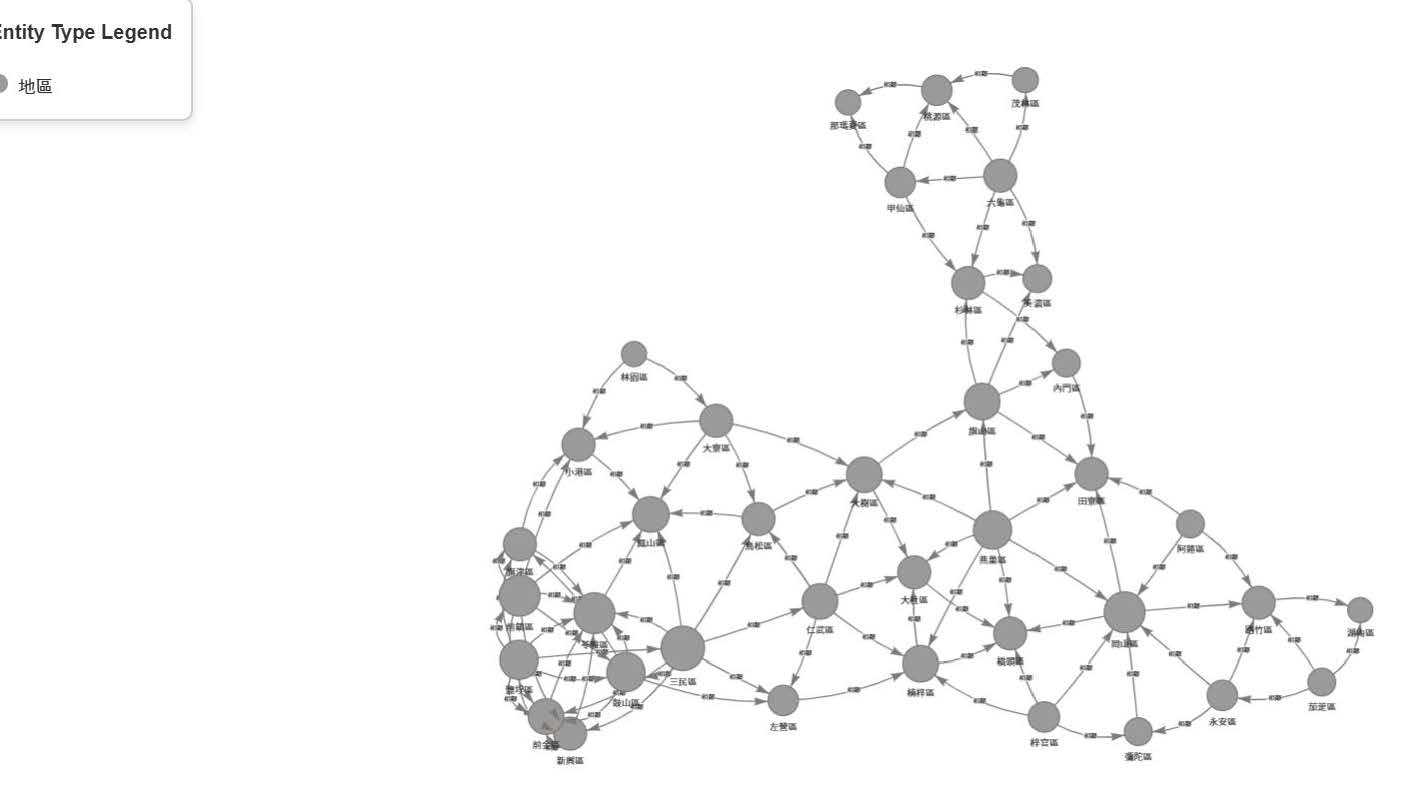 Entity Type Legend
地區
那瑪夏區
桃源區
茂林區
甲仙區
六龜區
杉林區
美濃區
林園區
內門區
大寮區
旗山區
小港區
大樹區
田寮區
鳳山區
鳥松區
燕巢區
阿蓮區
旗津區
大社區
前鎮區
苓雅區
仁武區
橋頭區
岡山區
路竹區
湖內區
鹽埕區
三民區
鼓山區
楠梓區
左營區
前金區
新興區
梓官區
彌陀區
永安區
茄萣區
相鄰